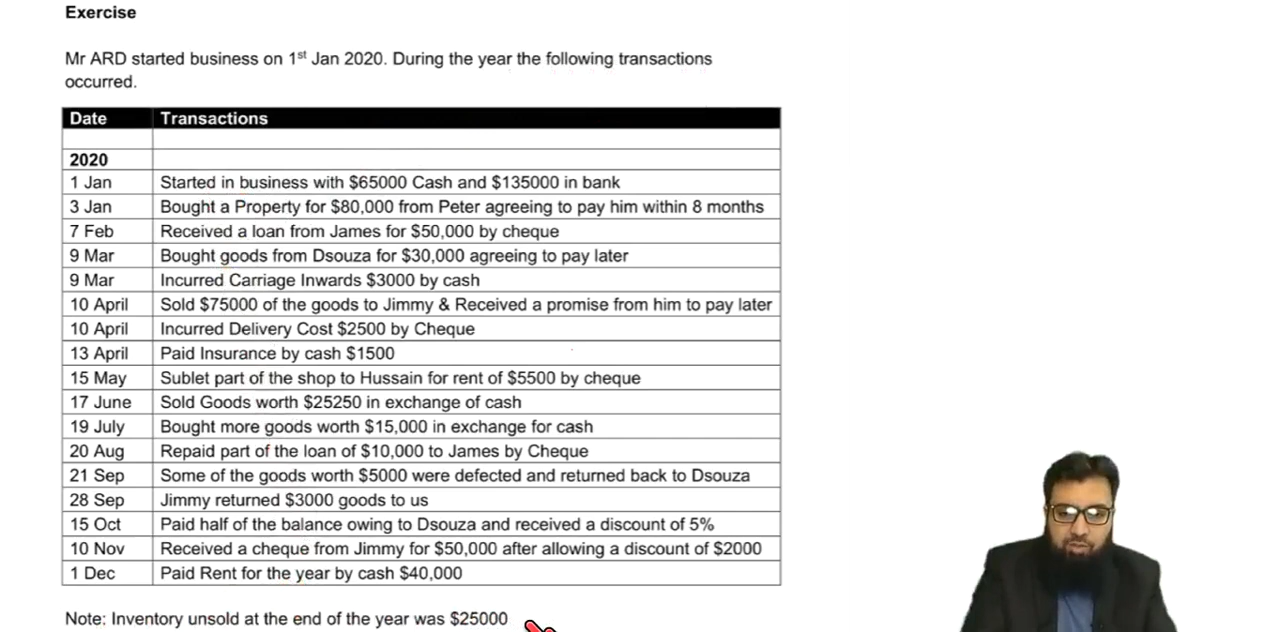 Exercise
Mr ARD started business on 1st Jan 2020. During the year the following transactions
occurred.
Date Transactions
2020
1 Jan Started in business with $65000 Cash and $135000 in bank
3 Jan Bought a Property for $80,000 from Peter agreeing to pay him within 8 months
7 Feb Received a loan from James for $50,000 by cheque
9 Mar Bought goods from Dsouza for $30,000 agreeing to pay later
9 Mar Incurred Carriage Inwards $3000 by cash
10 April Sold $75000 of the goods to Jimmy & Received a promise from him to pay later
10 April Incurred Delivery Cost $2500 by Cheque
13 April Paid Insurance by cash $1500
15 May Sublet part of the shop to Hussain for rent of $5500 by cheque
17 June Sold Goods worth $25250 in exchange of cash
19 July Bought more goods worth $15,000 in exchange for cash
20 Aug Repaid part of the loan of $10,000 to James by Cheque
21 Sep Some of the goods worth $5000 were defected and returned back to Dsouza
28 Sep Jimmy returned $3000 goods to us
15 Oct Paid half of the balance owing to Dsouza and received a discount of 5%
10 Nov Received a cheque from Jimmy for $50,000 after allowing a discount of $2000
1 Dec Paid Rent for the year by cash $40,000
Note: Inventory unsold at the end of the year was $25000